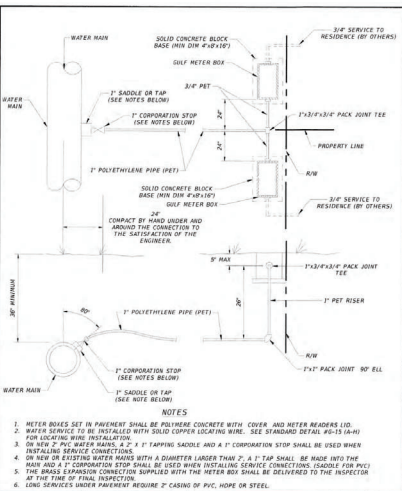 WATER MAIN
SOLID CONCRETE BLOCK
BASE (MIN DIM 4"x8"x16")
GULF METER BOX
3/4" PET
3/4" SERVICE TO
RESIDENCE (BY OTHERS)
WATER
MAIN
1" SADDLE OR TAP
(SEE NOTES BELOW)
1" CORPORATION STOP
(SEE NOTES BELOW)
24"
1"x3/4"x3/4" PACK JOINT
TEE
PROPERTY LINE
24"
1" POLYETHYLENE PIPE (PET)
R/W
SOLID CONCRETE BLOCK
BASE (MIN DIM 4"x8"x16")
GULF METER BOX
3/4" SERVICE TO
RESIDENCE (BY OTHERS)
24"
COMPACT BY HAND UNDER AND
AROUND THE CONNECTION TO
THE SATISFACTION OF THE
ENGINEER.
5" MAX
1"x3/4"x3/4" PACK JOINT
TEE
36" MINIMUM
26"
1" PET RISER
80°
1" POLYETHYLENE PIPE (PET)
R/W
1" CORPORATION STOP
(SEE NOTES BELOW)
1"x1" PACK JOINT 90° ELL
WATER MAIN
1" SADDLE OR TAP
(SEE NOTES BELOW)
NOTES
1. METER BOXES SET IN PAVEMENT SHALL BE POLYMERE CONCRETE WITH COVER AND METER READERS LID.
2. WATER SERVICE TO BE INSTALLED WITH SOLID COPPER LOCATING WIRE. SEE STANDARD DETAIL #G-15 (A-H)
FOR LOCATING WIRE INSTALLATION.
3. ON NEW 2" PVC WATER MAINS, A 2" X 1" TAPPING SADDLE AND A 1" CORPORATION STOP SHALL BE USED WHEN
INSTALLING SERVICE CONNECTIONS.
4. ON NEW OR EXISTING WATER MAINS WITH A DIAMETER LARGER THAN 2", A 1" TAP SHALL BE MADE INTO THE
MAIN AND A 1" CORPORATION STOP SHALL BE USED WHEN INSTALLING SERVICE CONNECTIONS. (SADDLE FOR PVC)
5. THE BRASS EXPANSION CONNECTION SUPPLIED WITH THE METER BOX SHALL BE DELIVERED TO THE INSPECTOR
AT THE TIME OF FINAL INSPECTION.
6. LONG SERVICES UNDER PAVEMENT REQUIRE 2" CASING OF PVC, HDPE OR STEEL.